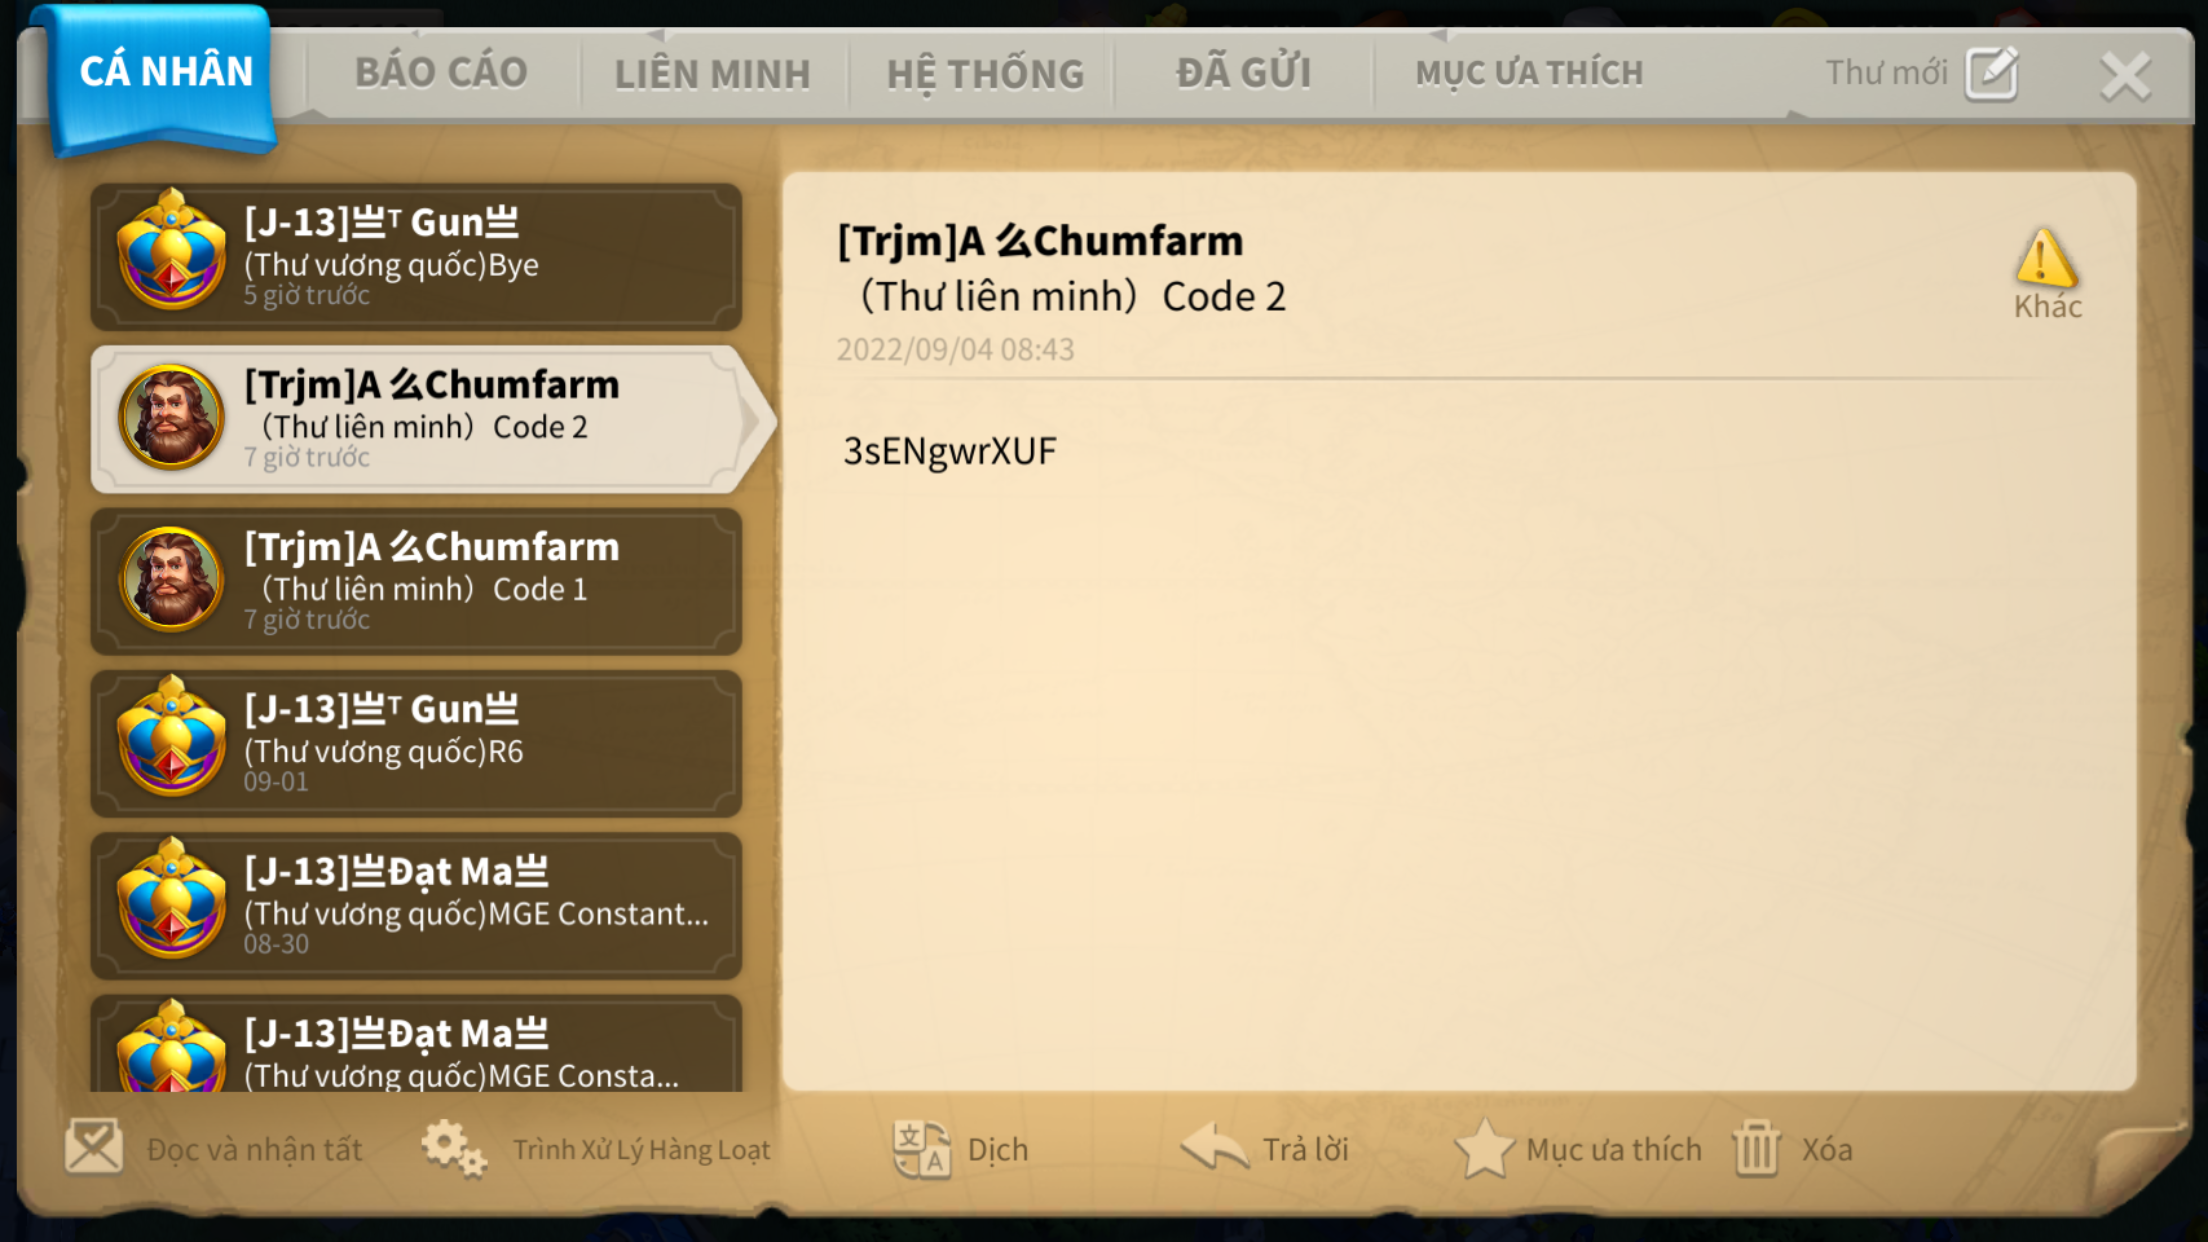 CÁ NHÂN
BÁO CÁO
LIÊN MINH
HỆ THỐNG
ĐÃ GỬI
MỤC ƯA THÍCH
Thư mới
[J-13]亗ᵀ Gun亗
(Thư vương quốc)Bye
5 giờ trước
[Trjm]A 么Chumfarm
（Thư liên minh）Code 2
7 giờ trước
[Trjm]A 么Chumfarm
（Thư liên minh）Code 1
7 giờ trước
[J-13]亗ᵀ Gun亗
(Thư vương quốc)R6
09-01
[J-13]亗Đạt Ma亗
(Thư vương quốc)MGE Constant...
08-30
[J-13]亗Đạt Ma亗
(Thư vương quốc)MGE Consta...
[Trjm]A 么Chumfarm
（Thư liên minh）Code 2
2022/09/04 08:43
Khác
3sENgwrXUF
Đọc và nhận tất
Trình Xử Lý Hàng Loạt
Dịch
Trả lời
Mục ưa thích
Xóa